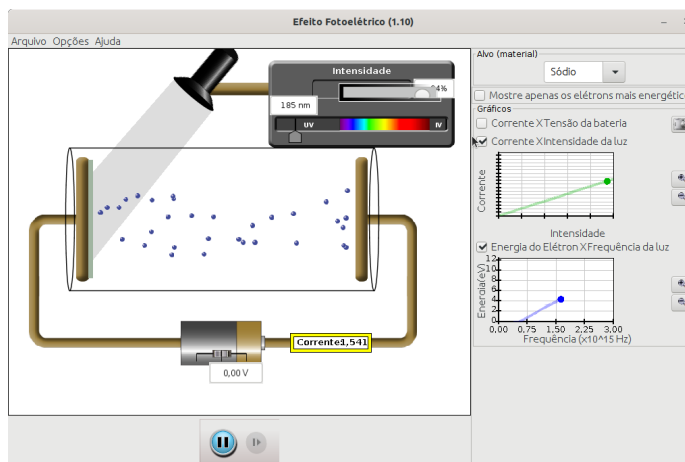 Efeito Fotoelétrico (1.10)
Arquivo Opções Ajuda
Intensidade
185 nm
UV
IV
Corrente:1,541
0,00 V
Alvo (material)
Sódio
Mostre apenas os elétrons mais energétic
Gráficos
Corrente X Tensão da bateria
Corrente X Intensidade da luz
Corrente
Intensidade
Energia do Elétron X Frequência da luz
Energia(eV)
12
10
8
6
4
2
0
0.00 0.75 1.50 2.25 3.00
Frequência (x10^15 Hz)